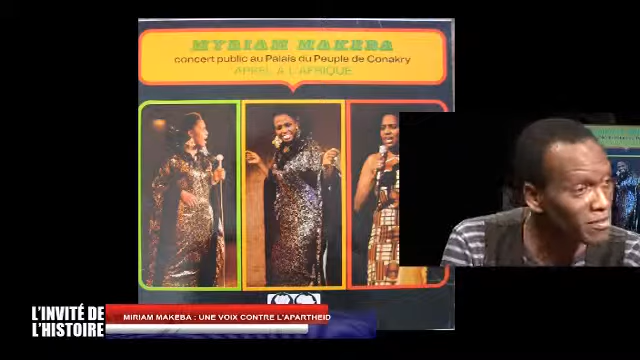 MYRIAM MAKEBA
concert public au Palais du Peuple de Conakry
APPEL A L'AFRIQUE
L'INVITÉ DE
L'HISTOIRE
MIRIAM MAKEBA : UNE VOIX CONTRE L'APARTHEID